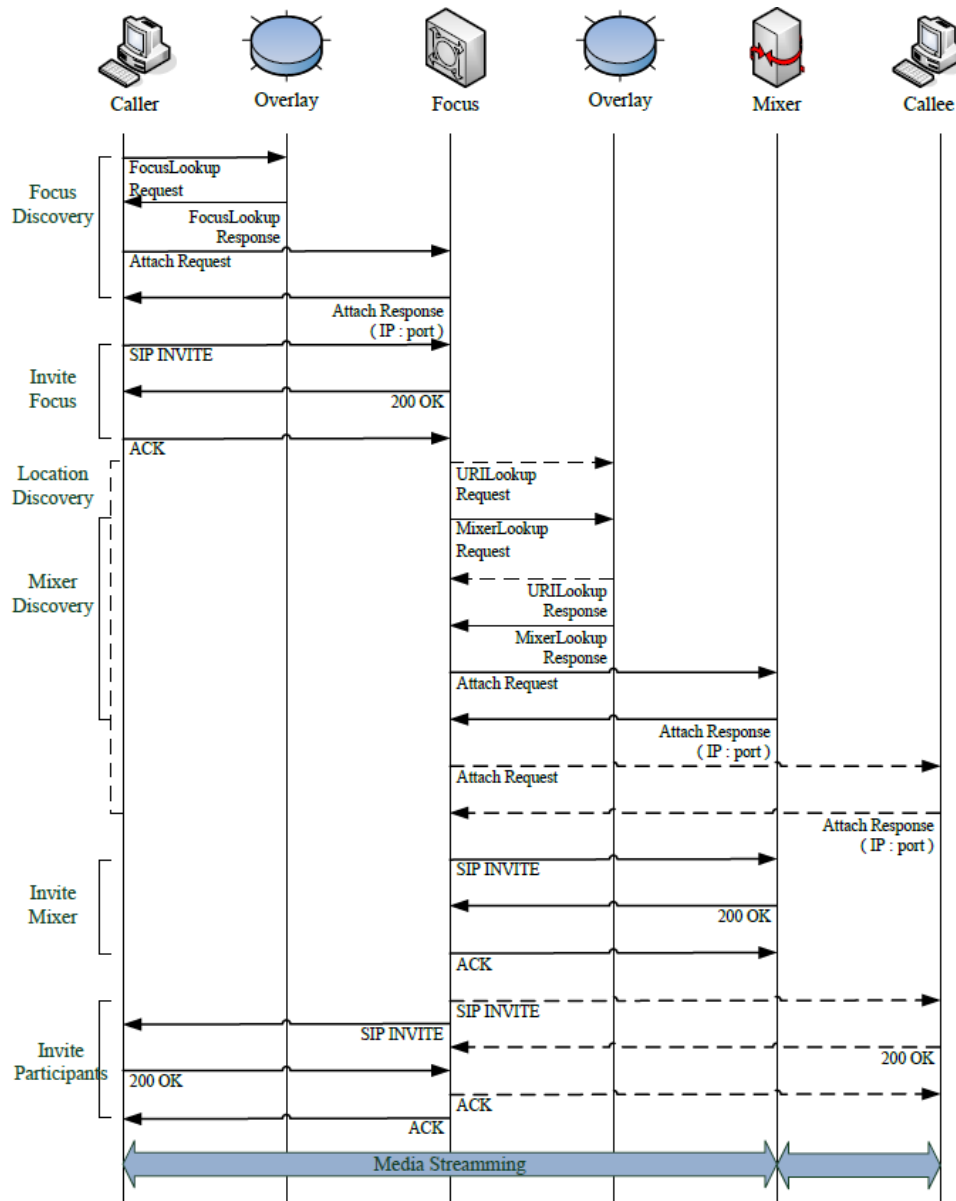 Caller
Overlay
Focus
Overlay
Mixer
Callee
Focus
Discovery
FocusLookup
Request
FocusLookup
Response
Attach Request
Attach Response
( IP : port )
Invite
Focus
SIP INVITE
200 OK
ACK
Location
Discovery
URILookup
Request
MixerLookup
Request
Mixer
Discovery
URILookup
Response
MixerLookup
Response
Attach Request
Attach Response
( IP : port )
Attach Request
Attach Response
( IP : port )
Invite
Mixer
SIP INVITE
200 OK
ACK
Invite
Participants
SIP INVITE
SIP INVITE
200 OK
200 OK
ACK
ACK
Media Streamming